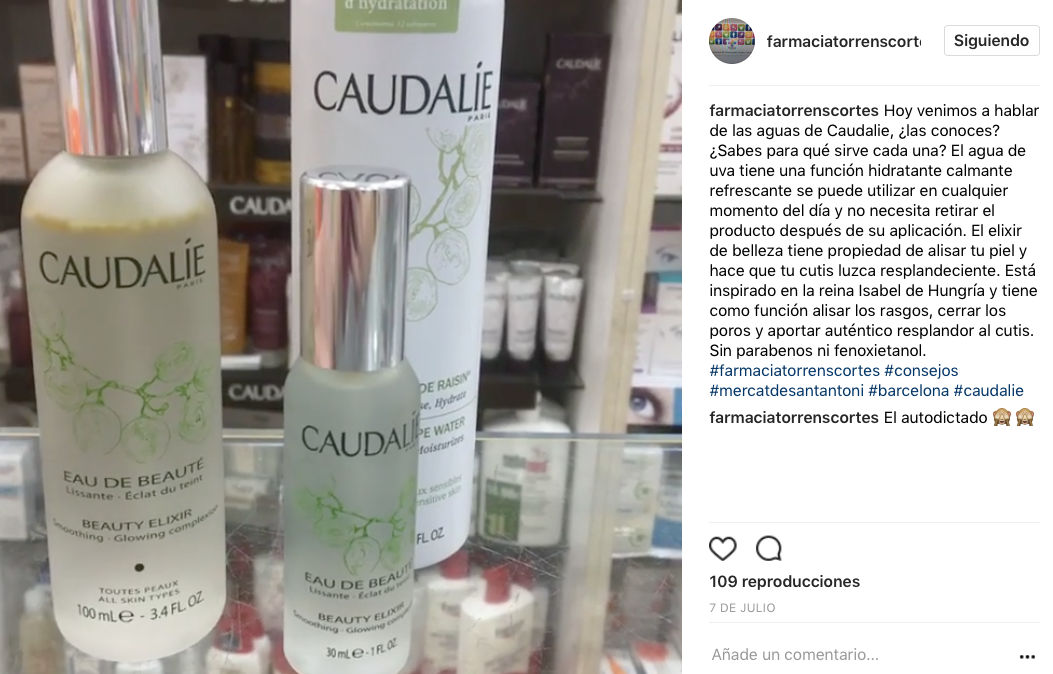 d'hydratation
CAUDALÍE
PARIS
CAUDALÍE
CAUDALÍE
PARIS
EAU DE BEAUTÉ
Lissante - Éclat du teint
BEAUTY ELIXIR
Smoothing - Glowing complexion
TOUTES PEAUX
ALL SKIN TYPES
100 mL e - 3.4 FL OZ
CAUDALÍE
EAU DE BEAUTÉ
Lissante - Éclat du teint
BEAUTY ELIXIR
Smoothing - Glowing complexion
30 mL e - 1 FL OZ
DE RAISIN
Hydrate
WATER
Moisturizes
FL OZ
farmaciatorrenscort
Siguiendo
farmaciatorrenscortes Hoy venimos a hablar
de las aguas de Caudalie, ¿las conoces?
¿Sabes para qué sirve cada una? El agua de
uva tiene una función hidratante calmante
refrescante se puede utilizar en cualquier
momento del día y no necesita retirar el
producto después de su aplicación. El elixir
de belleza tiene propiedad de alisar tu piel y
hace que tu cutis luzca resplandeciente. Está
inspirado en la reina Isabel de Hungría y tiene
como función alisar los rasgos, cerrar los
poros y aportar auténtico resplandor al cutis.
Sin parabenos ni fenoxietanol.
#farmaciatorrenscortes #consejos
#mercatdesantantoni #barcelona #caudalie
farmaciatorrenscortes El autodictado 🙈 🙈
109 reproducciones
7 DE JULIO
Añade un comentario...